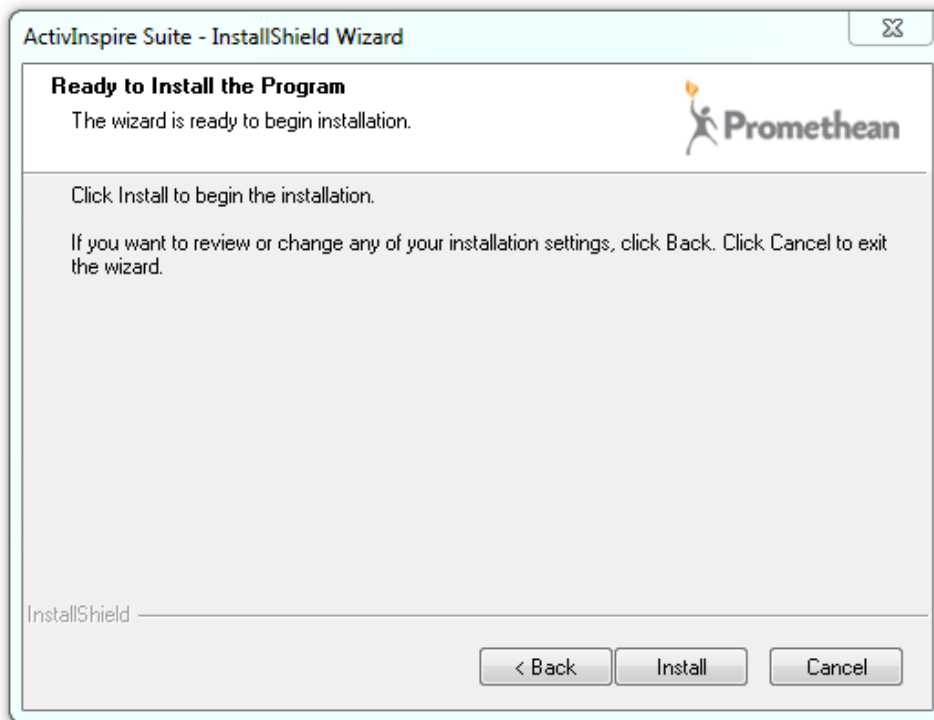 ActivInspire Suite - InstallShield Wizard
Ready to Install the Program
The wizard is ready to begin installation.
Promethean
Click Install to begin the installation.
If you want to review or change any of your installation settings, click Back. Click Cancel to exit
the wizard.
InstallShield
< Back
Install
Cancel